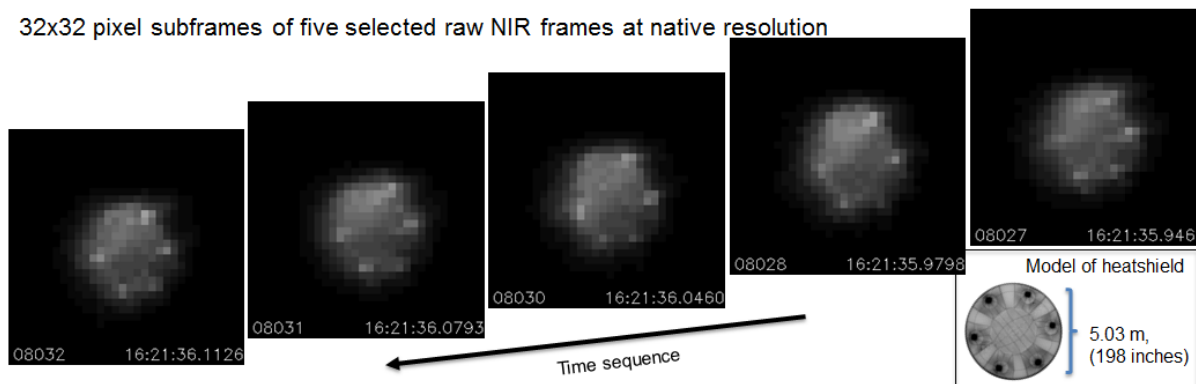 32x32 pixel subframes of five selected raw NIR frames at native resolution
08032 16:21:36.1126
08031 16:21:36.0793
08030 16:21:36.0460
08028 16:21:35.9798
08027 16:21:35.946
Time sequence
Model of heatshield
5.03 m,
(198 inches)